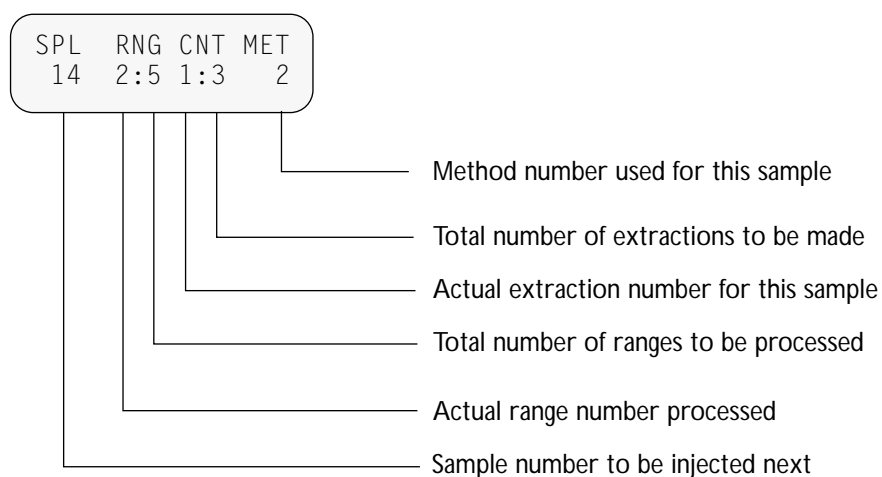 SPL RNG CNT MET
14 2:5 1:3 2
Method number used for this sample
Total number of extractions to be made
Actual extraction number for this sample
Total number of ranges to be processed
Actual range number processed
Sample number to be injected next